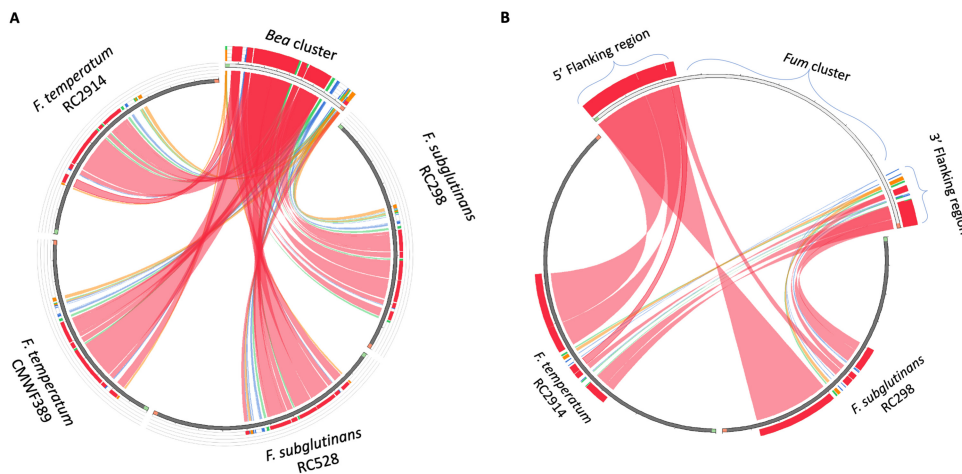 A
Bea cluster
F. temperatum
RC2914
F. subglutinans
RC298
F. temperatum
CMWF389
F. subglutinans
RC528
B
5' Flanking region
Fum cluster
3' Flanking region
F. temperatum
RC2914
F. subglutinans
RC298